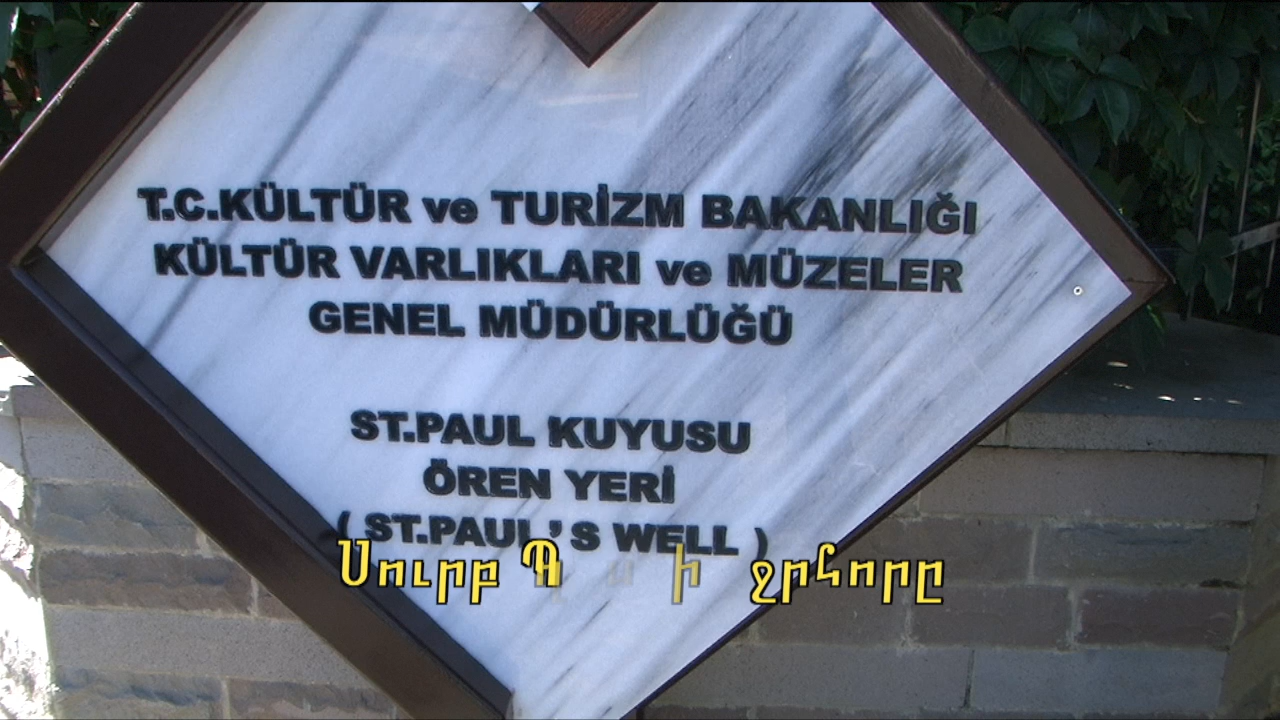 T.C.KÜLTÜR ve TURİZM BAKANLIĞI
KÜLTÜR VARLIKLARI ve MÜZELER
GENEL MÜDÜRLÜĞÜ
ST.PAUL KUYUSU
ÖREN YERİ
( ST.PAUL'S WELL )
Սուրբ ջրհորը